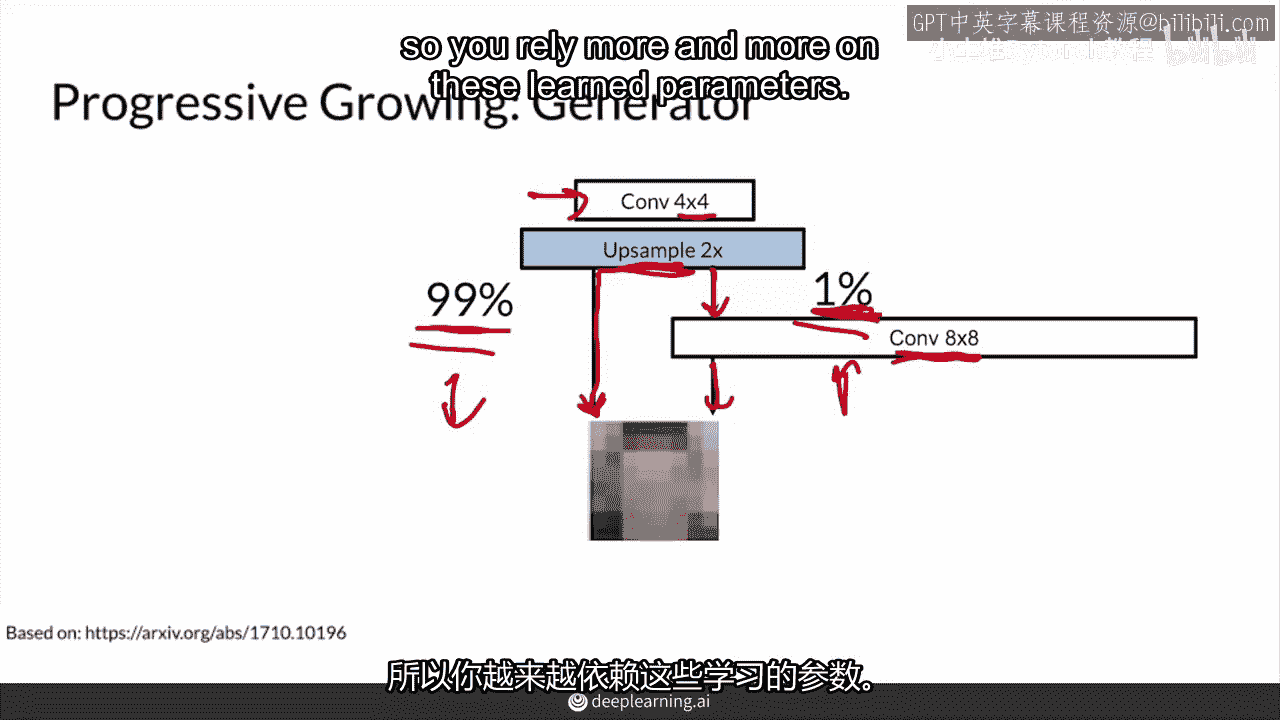 GPT中英字幕课程资源@bilibili.com
so you rely more and more on
these learned parameters.
Progressive Growing: Generator
Conv 4x4
Upsample 2x
99%
1%
Conv 8x8
Based on: https://arxiv.org/abs/1710.10196
所以你越来越依赖这些学习的参数。
deeplearning.ai